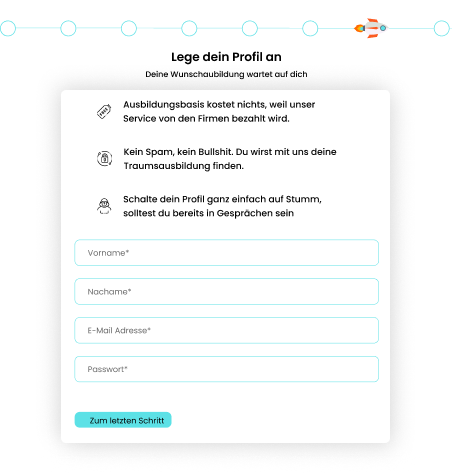 Lege dein Profil an
Deine Wunschaubildung wartet auf dich
FREE
Ausbildungsbasis kostet nichts, weil unser
Service von den Firmen bezahlt wird.
Kein Spam, kein Bullshit. Du wirst mit uns deine
Traumsausbildung finden.
Schalte dein Profil ganz einfach auf Stumm,
solltest du bereits in Gesprächen sein
Vorname*
Nachame*
E-Mail Adresse*
Passwort*
Zum letzten Schritt